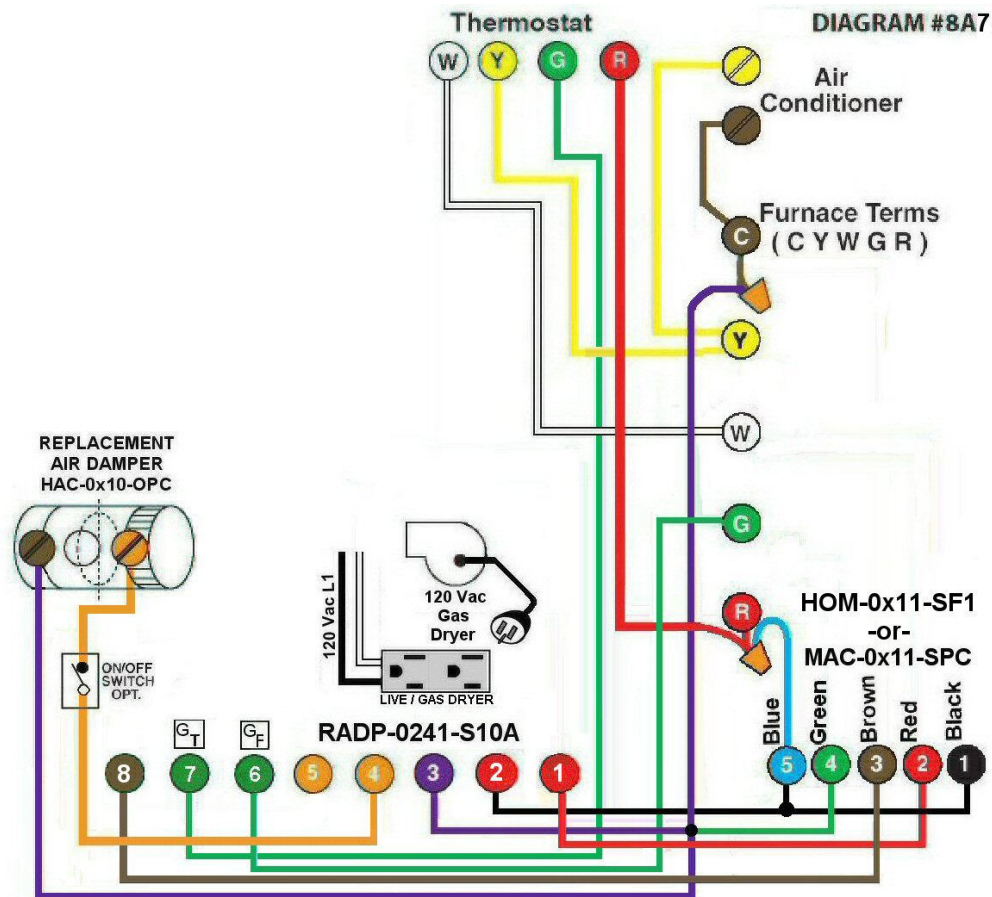 Thermostat
DIAGRAM #8A7
W Y G R
Air
Conditioner
Furnace Terms
( C Y W G R )
C
Y
W
G
R
REPLACEMENT
AIR DAMPER
HAC-0x10-OPC
ON/OFF
SWITCH
OPT.
120 Vac L1
120 Vac
Gas
Dryer
LIVE / GAS DRYER
HOM-0x11-SF1
-or-
MAC-0x11-SPC
Blue
Green
Brown
Red
Black
5 4 3 2 1
GT
GF
RADP-0241-S10A
8 7 6 5 4 3 2 1